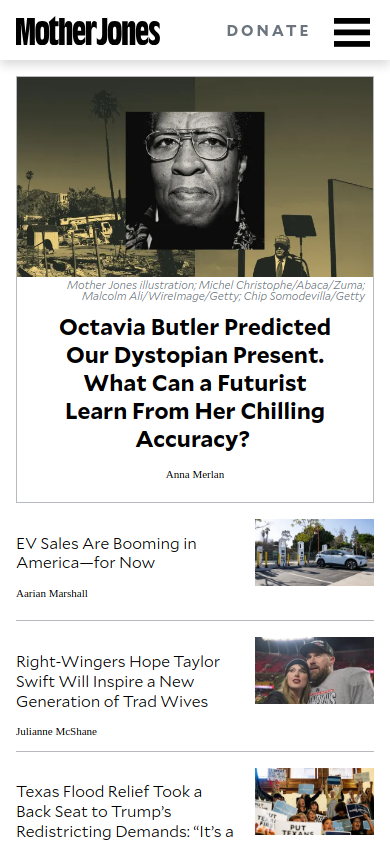 Mother Jones
DONATE
Mother Jones illustration; Michel Christophe/Abaca/Zuma;
Malcolm Ali/WireImage/Getty; Chip Somodevilla/Getty
Octavia Butler Predicted
Our Dystopian Present.
What Can a Futurist
Learn From Her Chilling
Accuracy?
Anna Merlan
EV Sales Are Booming in
America—for Now
Aarian Marshall
Right-Wingers Hope Taylor
Swift Will Inspire a New
Generation of Trad Wives
Julianne McShane
Texas Flood Relief Took a
Back Seat to Trump’s
Redistricting Demands: “It’s a
PUT
TEXANS